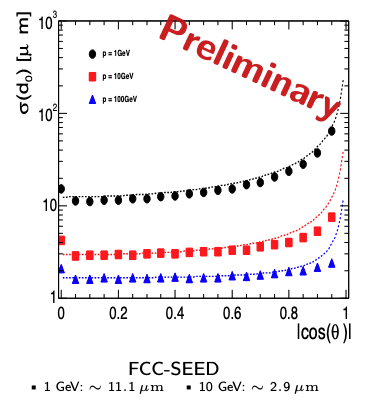 10³
Preliminary
σ(d₀) [μ m]
p = 1GeV
p = 10GeV
p = 100GeV
10²
10
1
0 0.2 0.4 0.6 0.8 1
|cos(θ)|
FCC-SEED
▪ 1 GeV: ∼ 11.1 μm ▪ 10 GeV: ∼ 2.9 μm